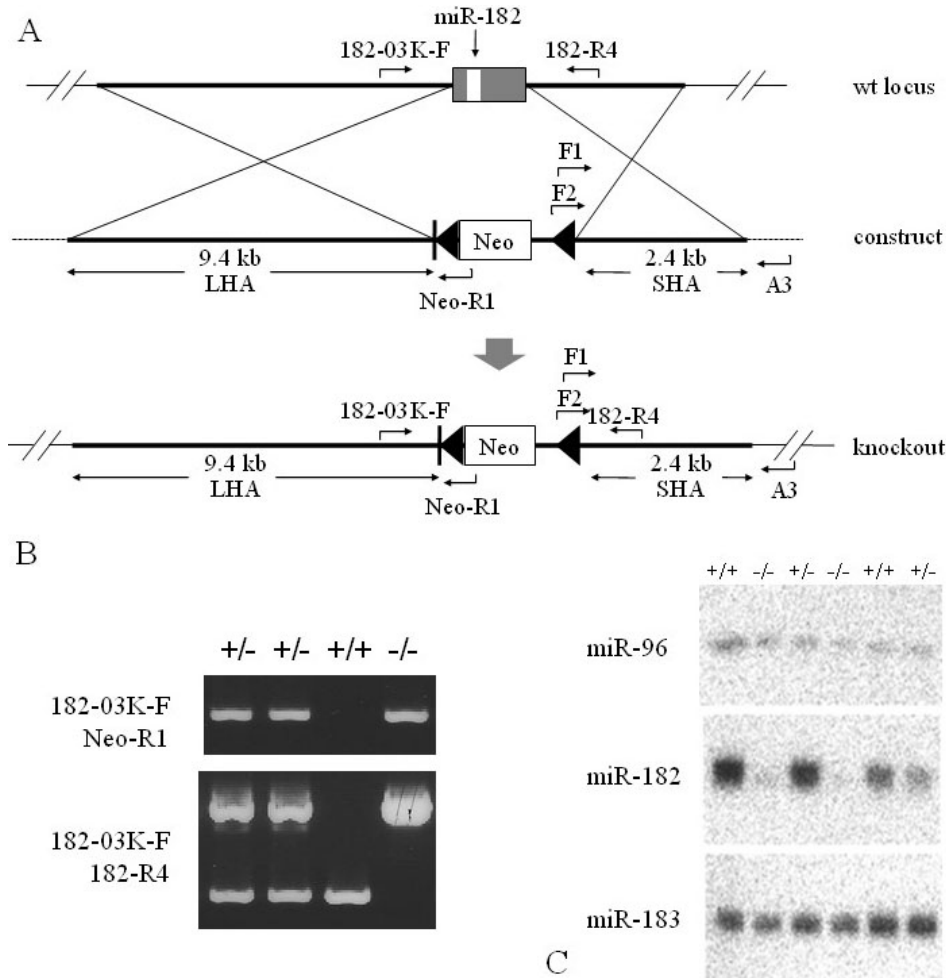 A
miR-182
182-03K-F
182-R4
wt locus
F1
F2
Neo
construct
9.4 kb
LHA
2.4 kb
SHA
A3
Neo-R1
F1
182-03K-F
F2
182-R4
Neo
knockout
9.4 kb
LHA
2.4 kb
SHA
A3
Neo-R1
B
+/- +/- +/+ -/-
182-03K-F
Neo-R1
182-03K-F
182-R4
+/+ -/- +/- -/- +/+ +/-
miR-96
miR-182
miR-183
C